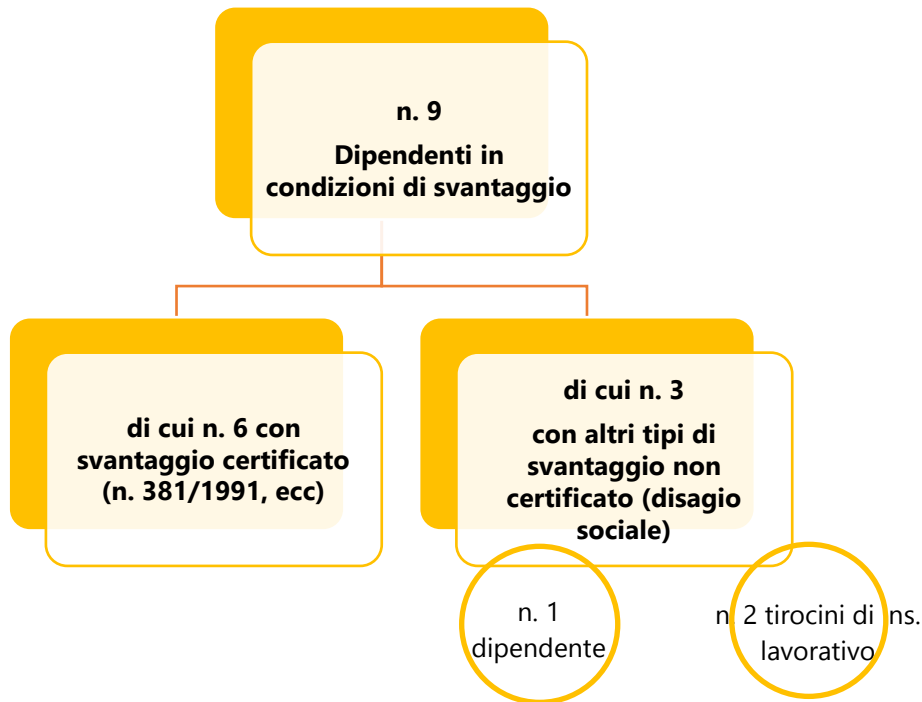 n. 9
Dipendenti in
condizioni di svantaggio
di cui n. 6 con
svantaggio certificato
(n. 381/1991, ecc)
di cui n. 3
con altri tipi di
svantaggio non
certificato (disagio
sociale)
n. 1
dipendente
n. 2 tirocini di ins.
lavorativo